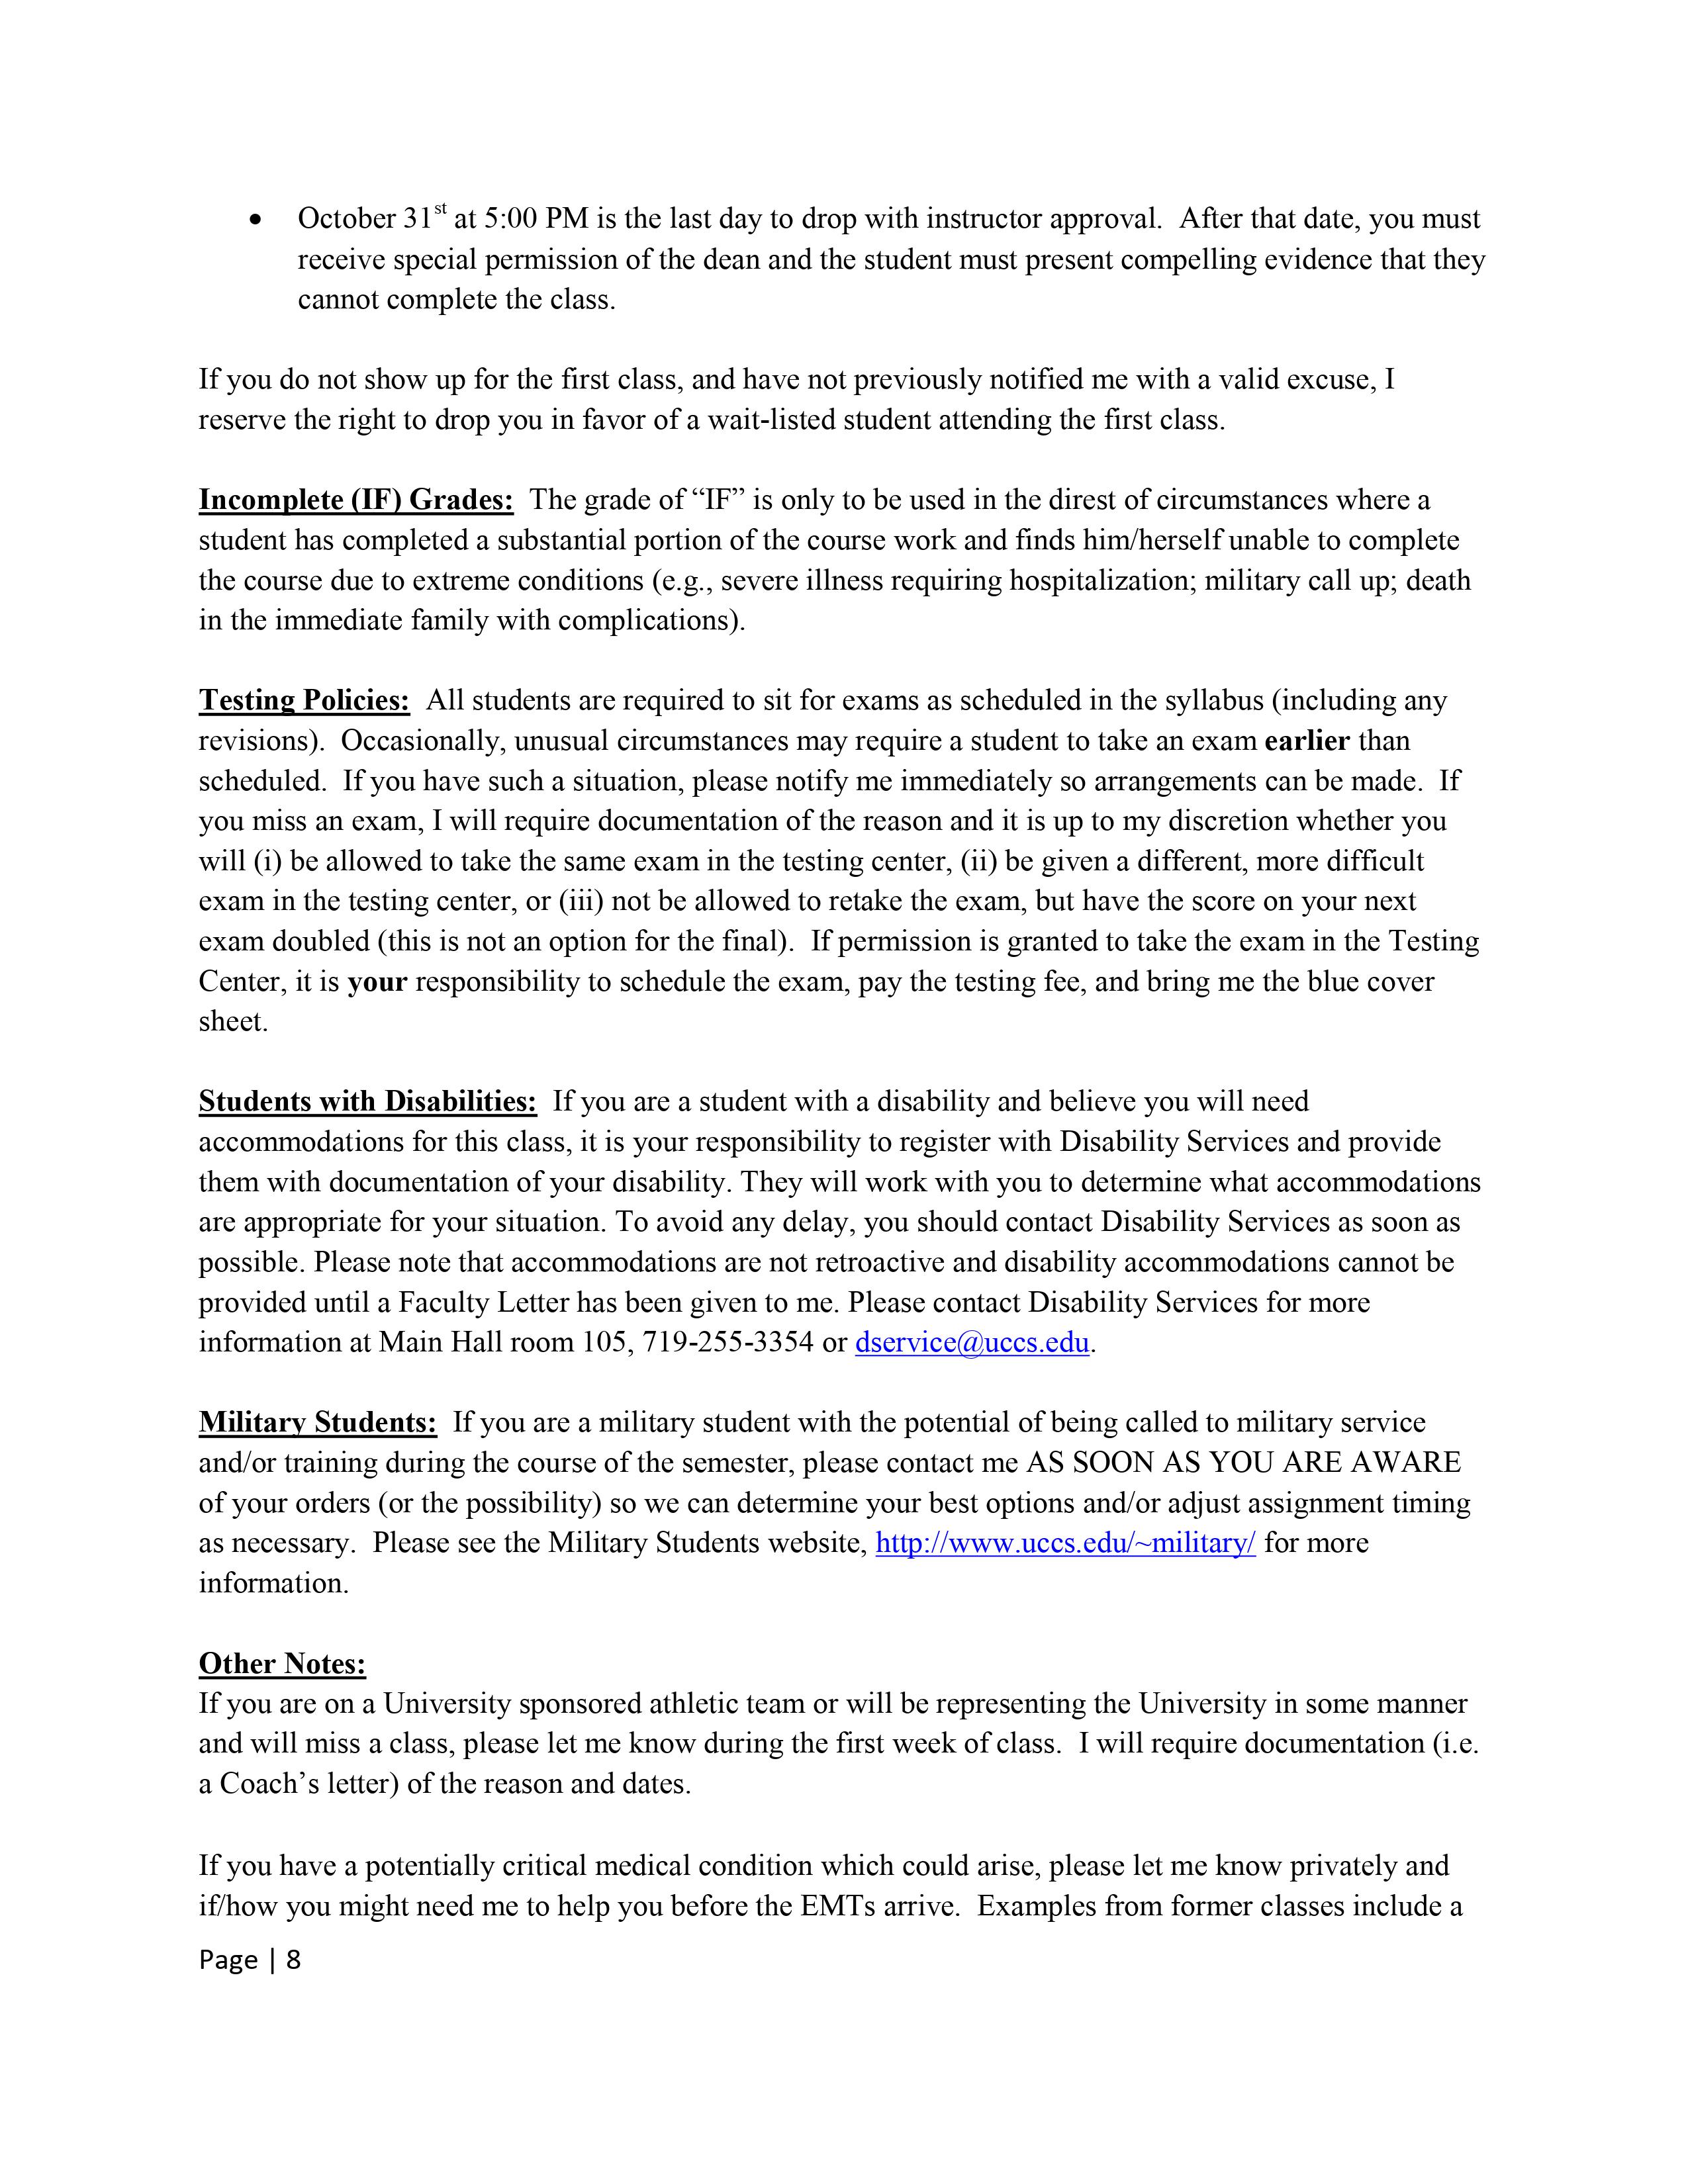 • October 31st at 5:00 PM is the last day to drop with instructor approval.  After that date, you must
receive special permission of the dean and the student must present compelling evidence that they
cannot complete the class.
If you do not show up for the first class, and have not previously notified me with a valid excuse, I
reserve the right to drop you in favor of a wait-listed student attending the first class.
Incomplete (IF) Grades:  The grade of “IF” is only to be used in the direst of circumstances where a
student has completed a substantial portion of the course work and finds him/herself unable to complete
the course due to extreme conditions (e.g., severe illness requiring hospitalization; military call up; death
in the immediate family with complications).
Testing Policies:  All students are required to sit for exams as scheduled in the syllabus (including any
revisions).  Occasionally, unusual circumstances may require a student to take an exam earlier than
scheduled.  If you have such a situation, please notify me immediately so arrangements can be made.  If
you miss an exam, I will require documentation of the reason and it is up to my discretion whether you
will (i) be allowed to take the same exam in the testing center, (ii) be given a different, more difficult
exam in the testing center, or (iii) not be allowed to retake the exam, but have the score on your next
exam doubled (this is not an option for the final).  If permission is granted to take the exam in the Testing
Center, it is your responsibility to schedule the exam, pay the testing fee, and bring me the blue cover
sheet.
Students with Disabilities:  If you are a student with a disability and believe you will need
accommodations for this class, it is your responsibility to register with Disability Services and provide
them with documentation of your disability. They will work with you to determine what accommodations
are appropriate for your situation. To avoid any delay, you should contact Disability Services as soon as
possible. Please note that accommodations are not retroactive and disability accommodations cannot be
provided until a Faculty Letter has been given to me. Please contact Disability Services for more
information at Main Hall room 105, 719-255-3354 or dservice@uccs.edu.
Military Students:  If you are a military student with the potential of being called to military service
and/or training during the course of the semester, please contact me AS SOON AS YOU ARE AWARE
of your orders (or the possibility) so we can determine your best options and/or adjust assignment timing
as necessary.  Please see the Military Students website, http://www.uccs.edu/~military/ for more
information.
Other Notes:
If you are on a University sponsored athletic team or will be representing the University in some manner
and will miss a class, please let me know during the first week of class.  I will require documentation (i.e.
a Coach’s letter) of the reason and dates.
If you have a potentially critical medical condition which could arise, please let me know privately and
if/how you might need me to help you before the EMTs arrive.  Examples from former classes include a
Page | 8